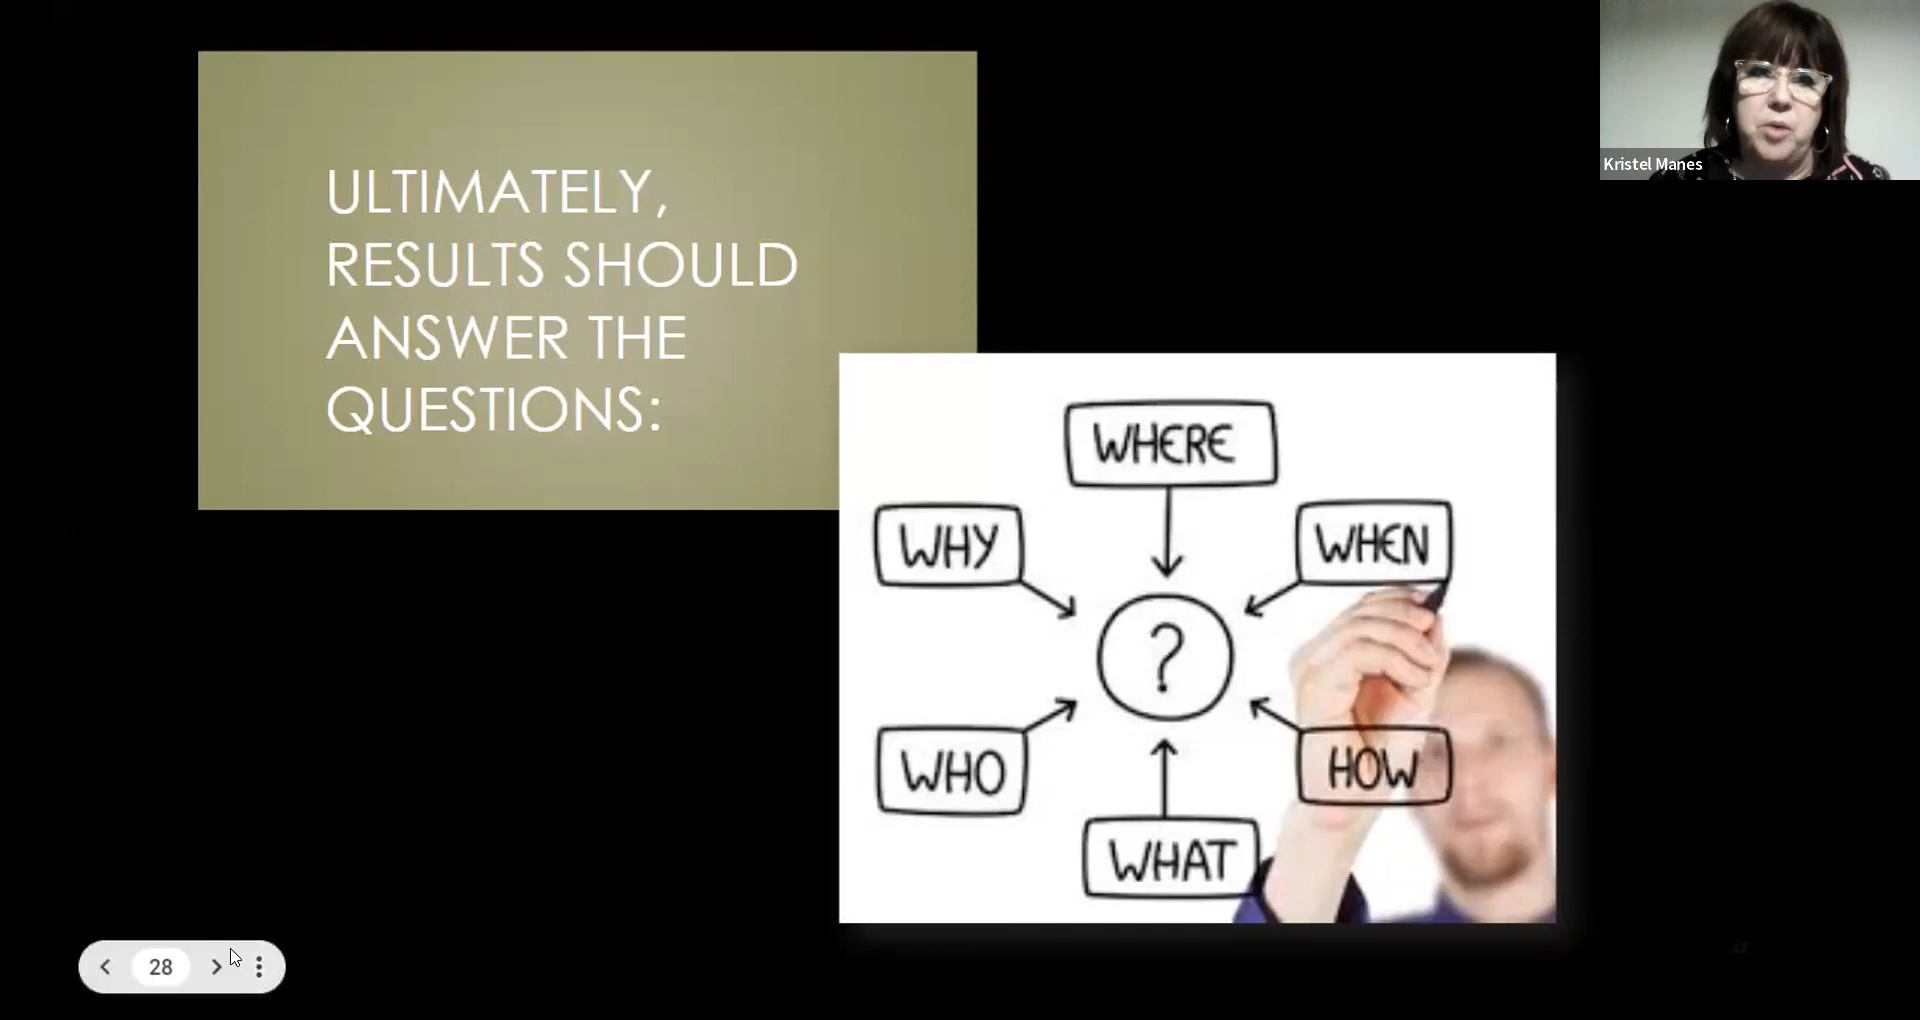 ULTIMATELY,
RESULTS SHOULD
ANSWER THE
QUESTIONS:
Kristel Manes
WHERE
WHY
WHEN
?
WHO
HOW
WHAT
28